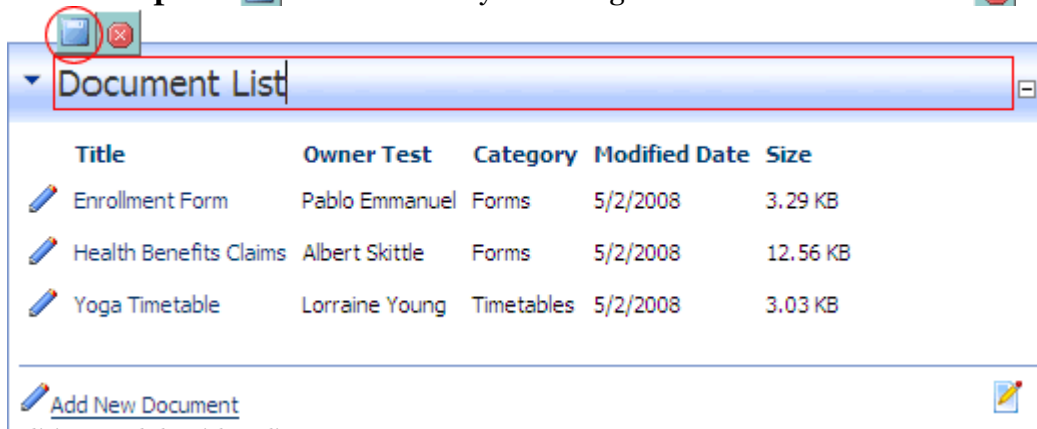 Document List
Title Owner Test Category Modified Date Size
Enrollment Form Pablo Emmanuel Forms 5/2/2008 3.29 KB
Health Benefits Claims Albert Skittle Forms 5/2/2008 12.56 KB
Yoga Timetable Lorraine Young Timetables 5/2/2008 3.03 KB
Add New Document